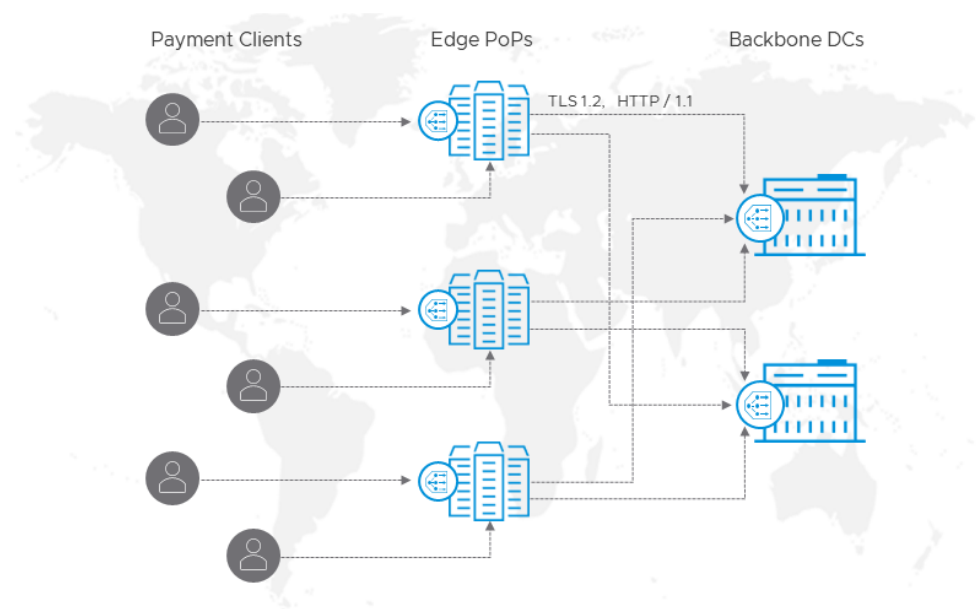 Payment Clients
Edge PoPs
Backbone DCs
TLS 1.2, HTTP / 1.1